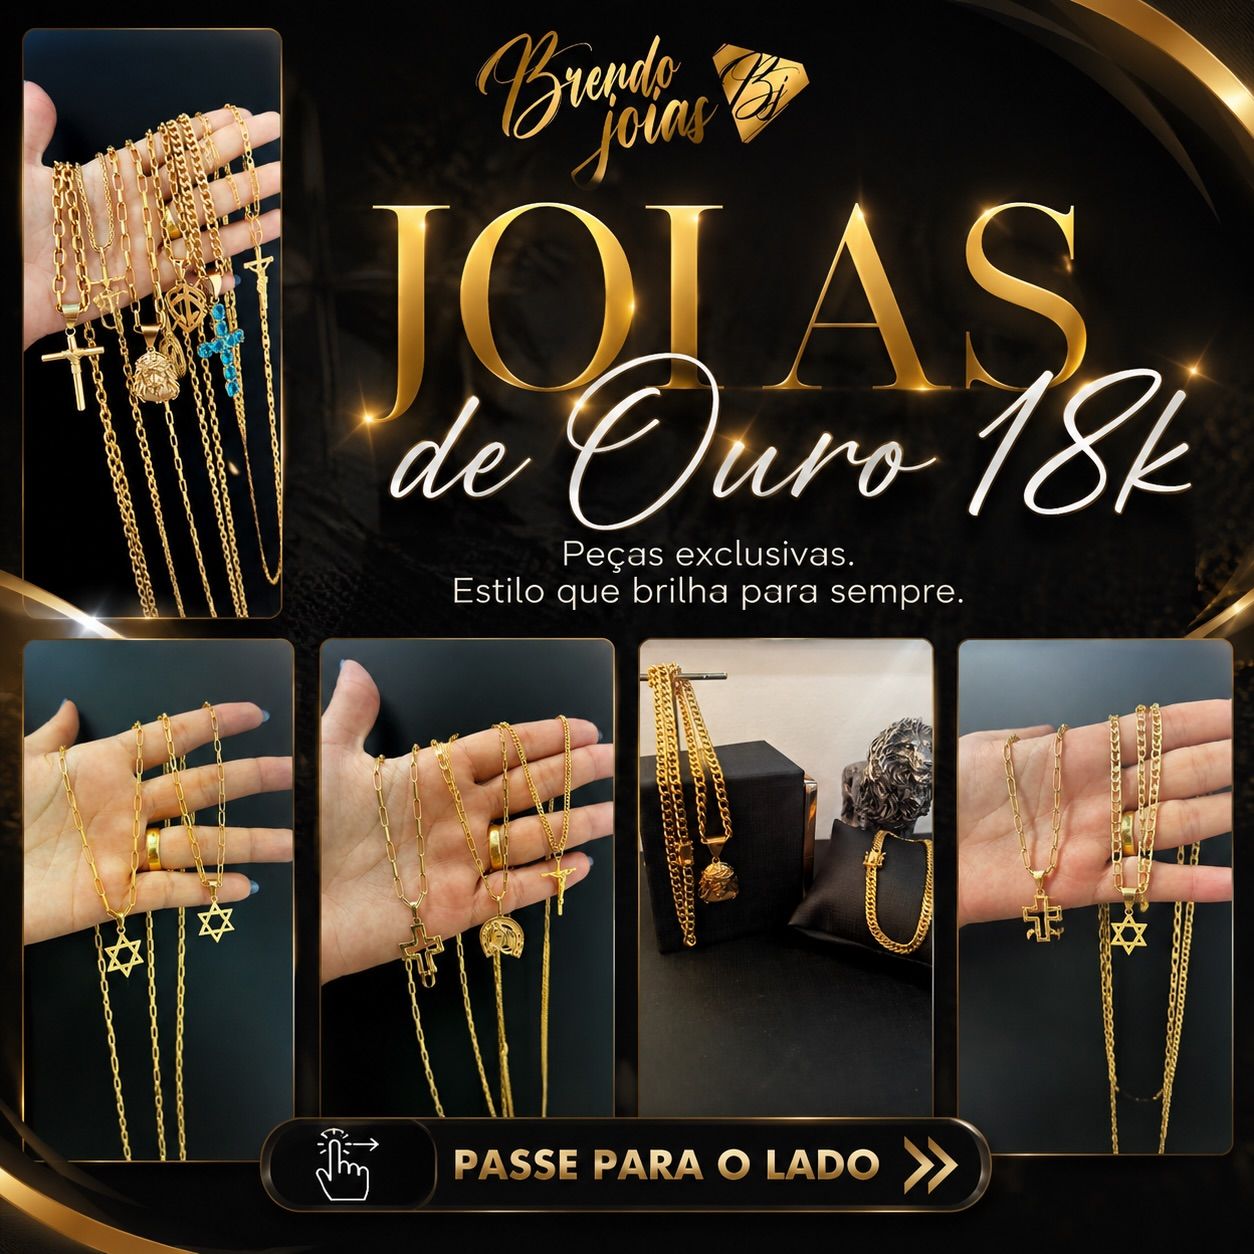 Brendo
joias
Bj
JOIAS
de Ouro 18k
Peças exclusivas.
Estilo que brilha para sempre.
PASSE PARA O LADO